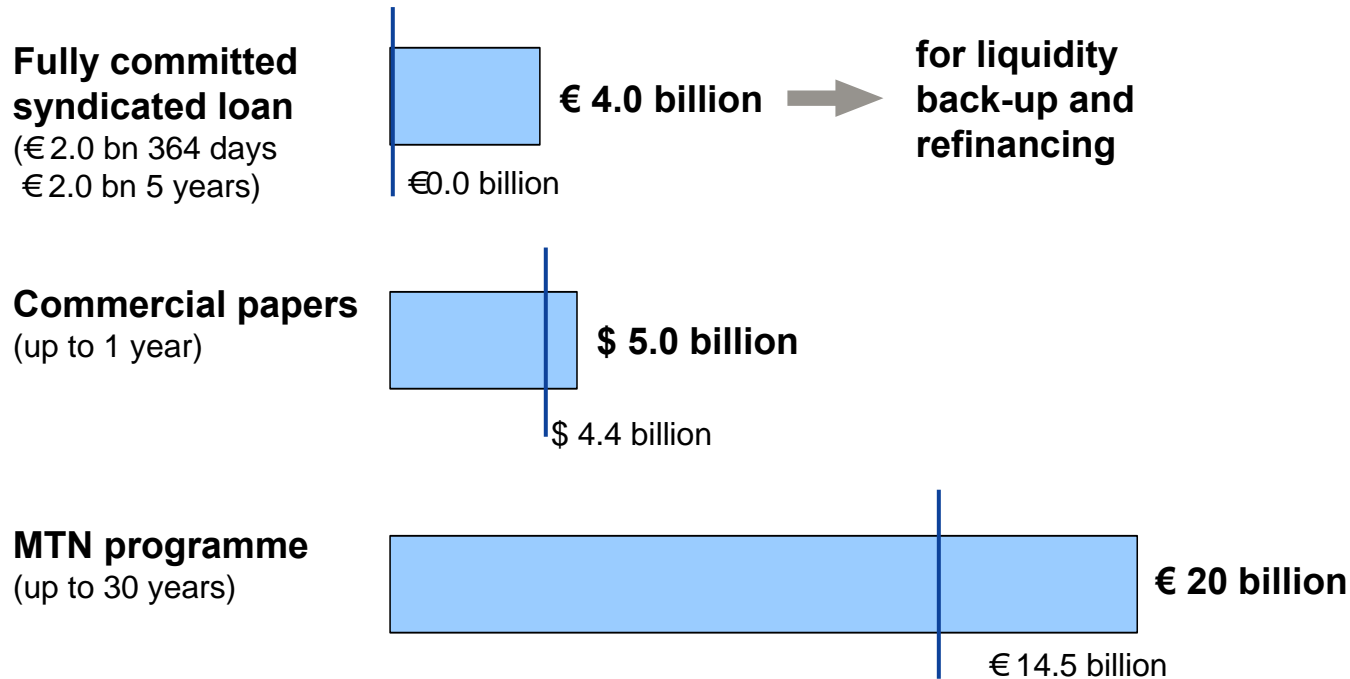 Fully committed
syndicated loan
(€2.0 bn 364 days
€2.0 bn 5 years)
€ 4.0 billion
for liquidity
back-up and
refinancing
€0.0 billion
Commercial papers
(up to 1 year)
$ 5.0 billion
$ 4.4 billion
MTN programme
(up to 30 years)
€ 20 billion
€14.5 billion